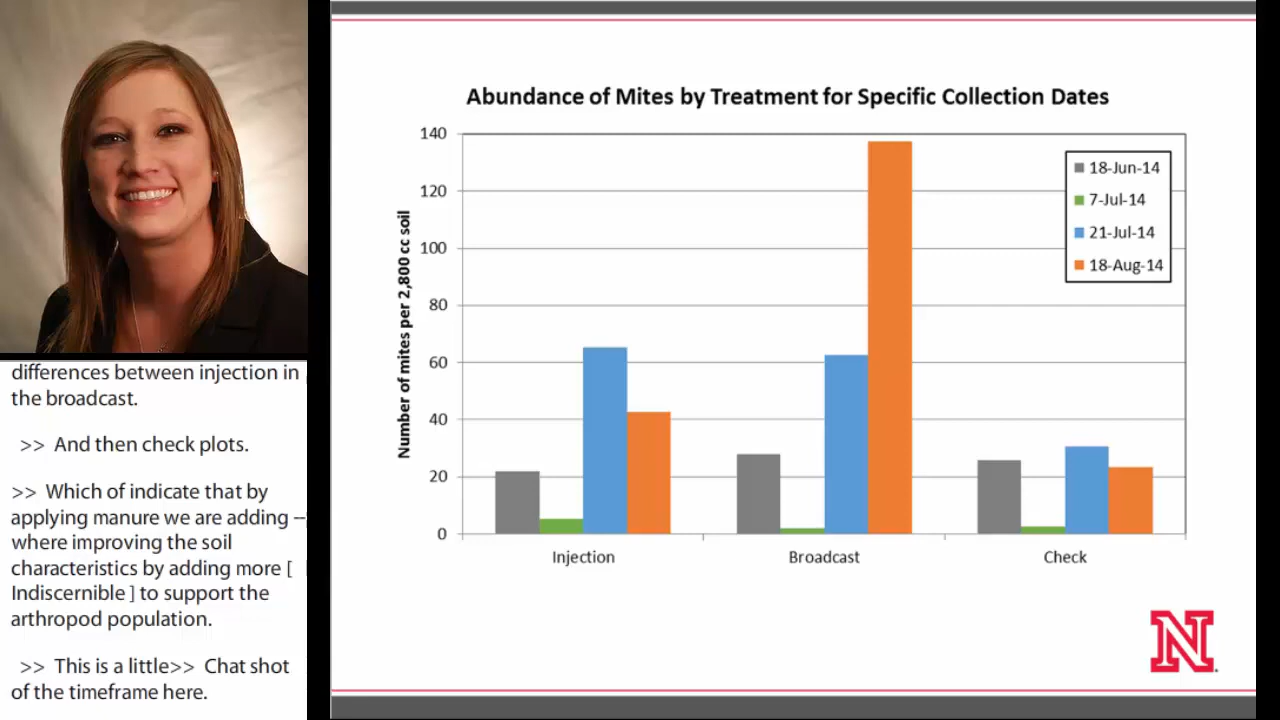 differences between injection in
the broadcast.
>> And then check plots.
>> Which of indicate that by
applying manure we are adding --
where improving the soil
characteristics by adding more [
Indiscernible ] to support the
arthropod population.
>> This is a little>> Chat shot
of the timeframe here.
Abundance of Mites by Treatment for Specific Collection Dates
Number of mites per 2,800 cc soil
140
120
100
80
60
40
20
0
18-Jun-14
7-Jul-14
21-Jul-14
18-Aug-14
Injection
Broadcast
Check
N